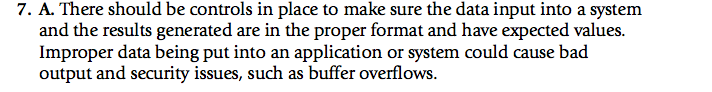 7. A. There should be controls in place to make sure the data input into a system
and the results generated are in the proper format and have expected values.
Improper data being put into an application or system could cause bad
output and security issues, such as buffer overflows.